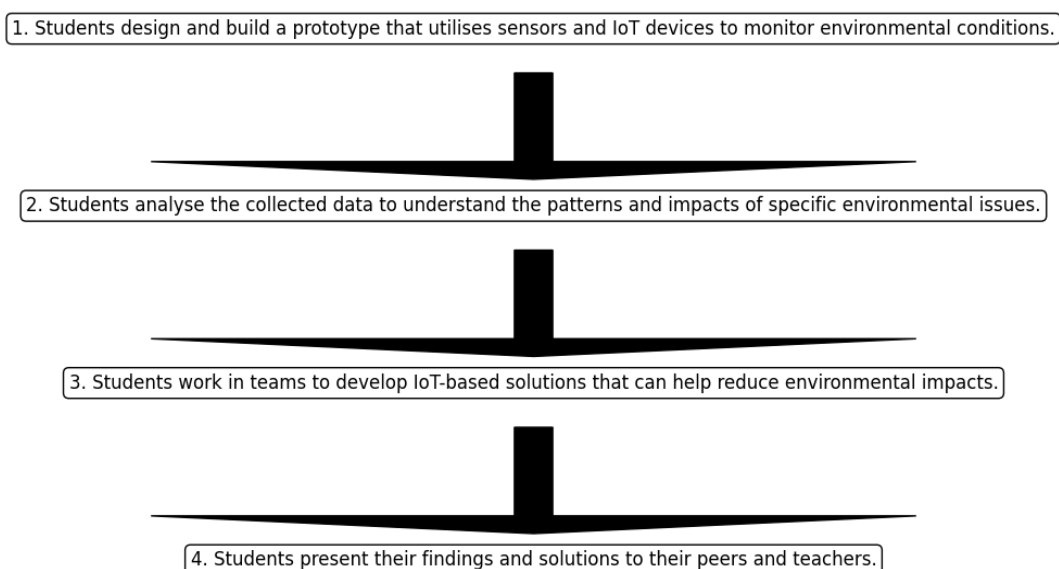 1. Students design and build a prototype that utilises sensors and IoT devices to monitor environmental conditions.
2. Students analyse the collected data to understand the patterns and impacts of specific environmental issues.
3. Students work in teams to develop IoT-based solutions that can help reduce environmental impacts.
4. Students present their findings and solutions to their peers and teachers.